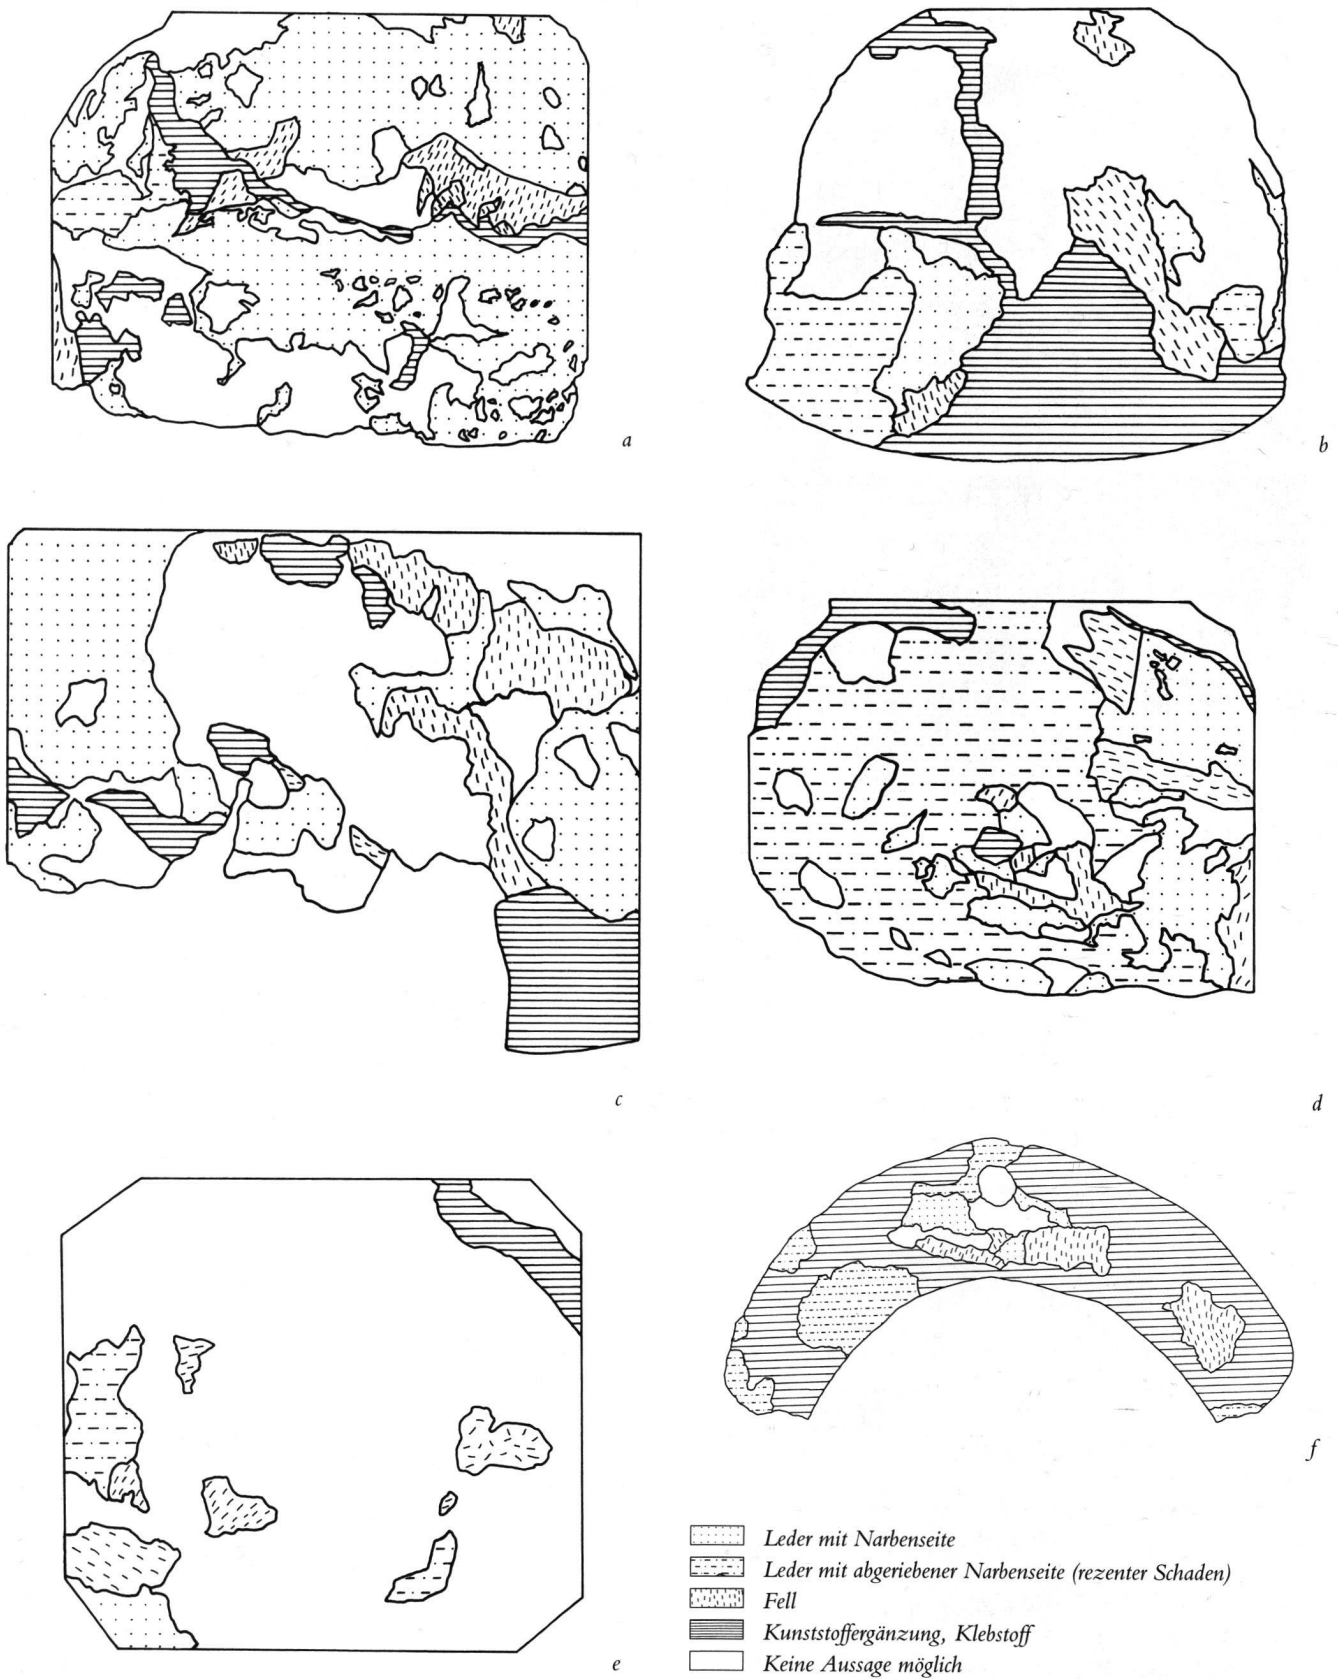 a
b
c
d
e
f
Leder mit Narbenseite
Leder mit abgeriebener Narbenseite (rezenter Schaden)
Fell
Kunststoffergänzung, Klebstoff
Keine Aussage möglich